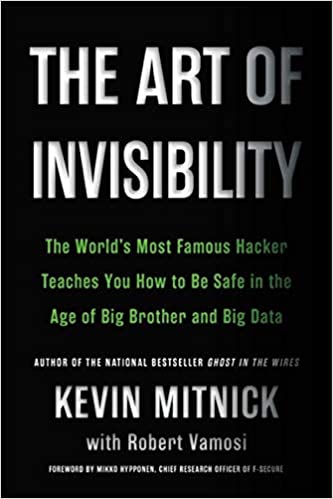 THE ART OF
INVISIBILITY
The World's Most Famous Hacker
Teaches You How to Be Safe in the
Age of Big Brother and Big Data
AUTHOR OF THE NATIONAL BESTSELLER GHOST IN THE WIRES
KEVIN MITNICK
with Robert Vamosi
FOREWORD BY MIKKO HYPPONEN, CHIEF RESEARCH OFFICER OF F-SECURE